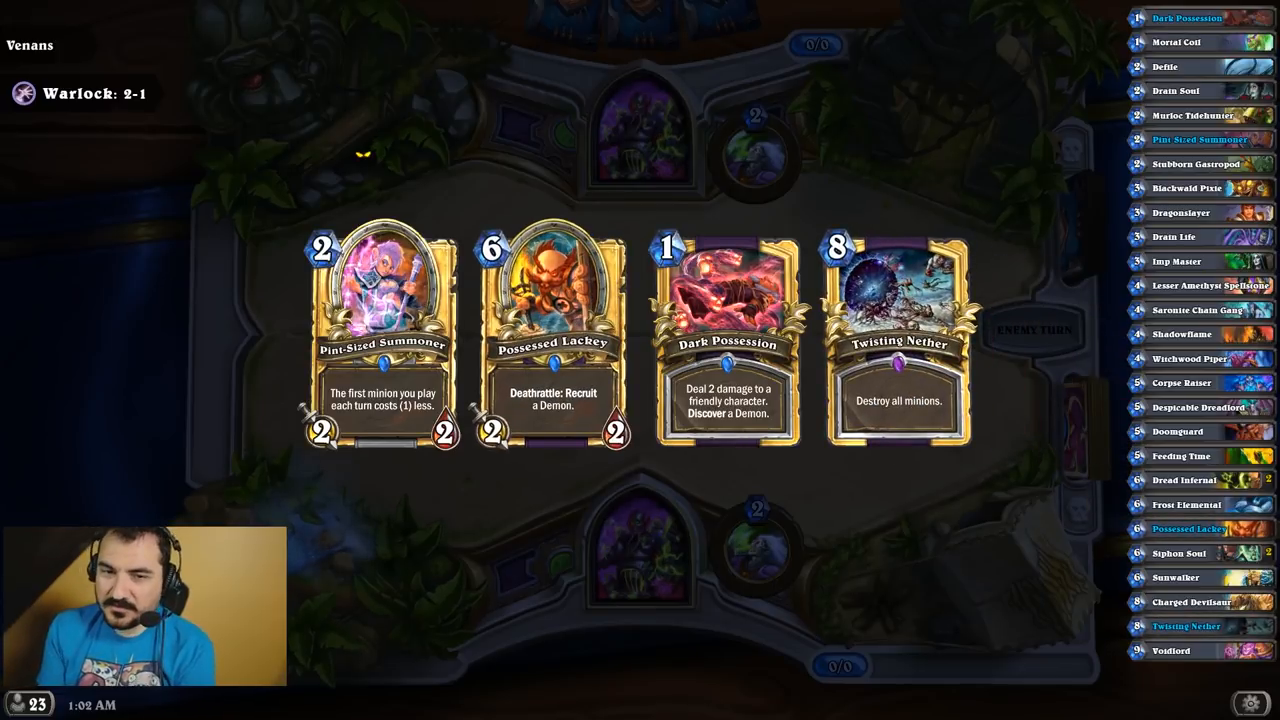 Venans
Warlock: 2-1
0/0
2
ENEMY TURN
2
Pint-Sized Summoner
The first minion you play
each turn costs (1) less.
2
2
6
Possessed Lackey
Deathrattle: Recruit
a Demon.
2
2
1
Dark Possession
Deal 2 damage to a
friendly character.
Discover a Demon.
8
Twisting Nether
Destroy all minions.
2
0/0
23
1:02 AM
1 Dark Possession
1 Mortal Coil
2 Defile
2 Drain Soul
2 Murloc Tidehunter
2 Pint-Sized Summoner
2 Stubborn Gastropod
3 Blackwald Pixie
3 Dragonslayer
3 Drain Life
3 Imp Master
4 Lesser Amethyst Spellstone
4 Saronite Chain Gang
4 Shadowflame
4 Witchwood Piper
5 Corpse Raiser
5 Despicable Dreadlord
5 Doomguard
5 Feeding Time
6 Dread Infernal 2
6 Frost Elemental
6 Possessed Lackey
6 Siphon Soul 2
6 Sunwalker
8 Charged Devilsaur
8 Twisting Nether
9 Voidlord